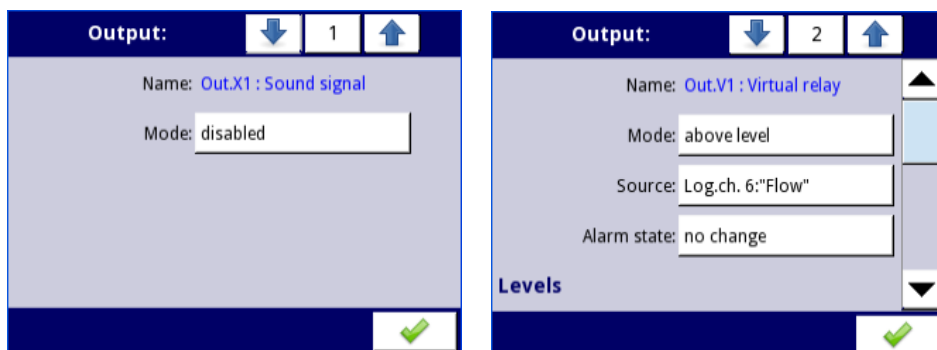 Output: 1
Name: Out.X1 : Sound signal
Mode: disabled
Output: 2
Name: Out.V1 : Virtual relay
Mode: above level
Source: Log.ch. 6:"Flow"
Alarm state: no change
Levels